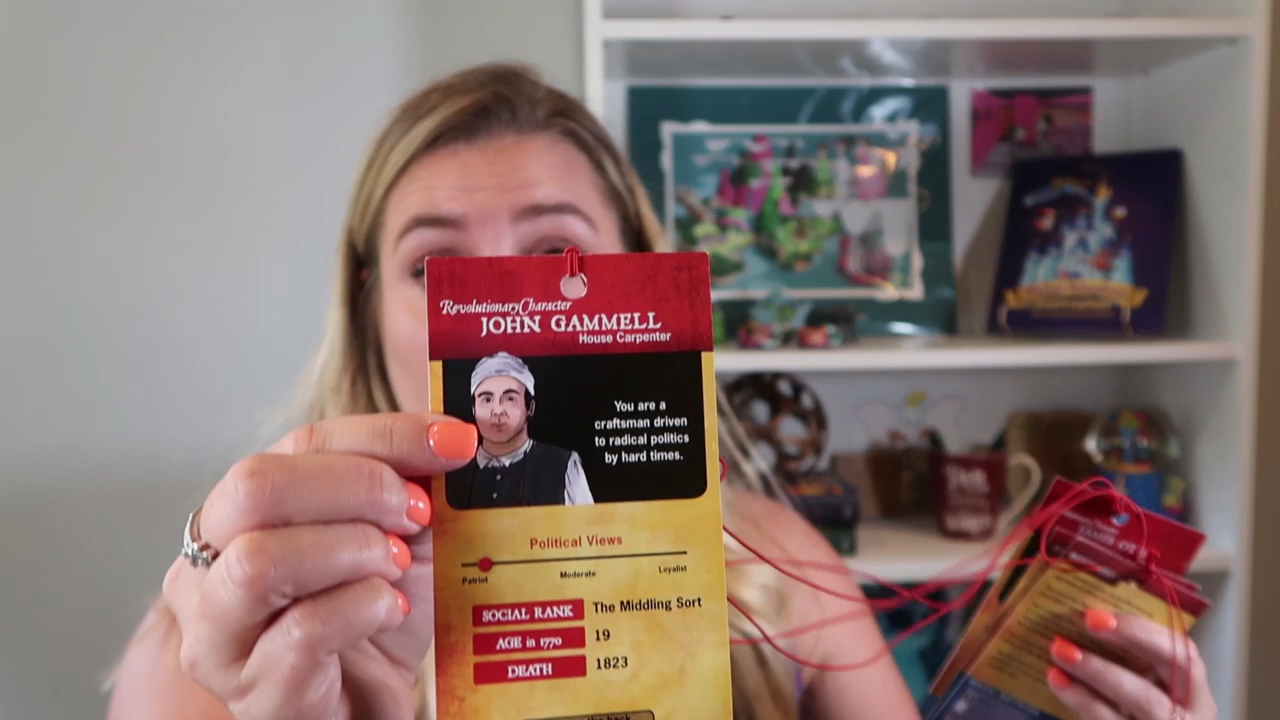 Revolutionary Character
JOHN GAMMELL
House Carpenter
You are a
craftsman driven
to radical politics
by hard times.
Political Views
Patriot
Moderate
Loyalist
SOCIAL RANK The Middling Sort
AGE in 1770 19
DEATH 1823